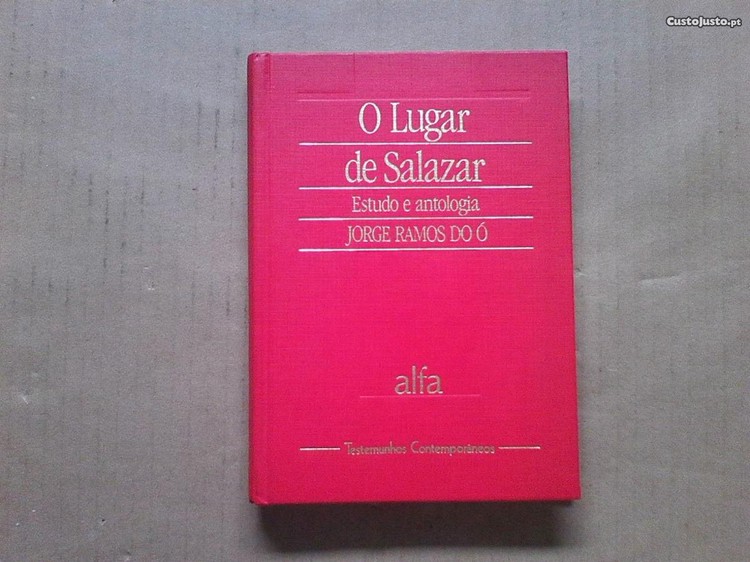 CustoJusto.pt
O Lugar
de Salazar
Estudo e antologia
JORGE RAMOS DO Ó
alfa
Testemunhos Contemporâneos